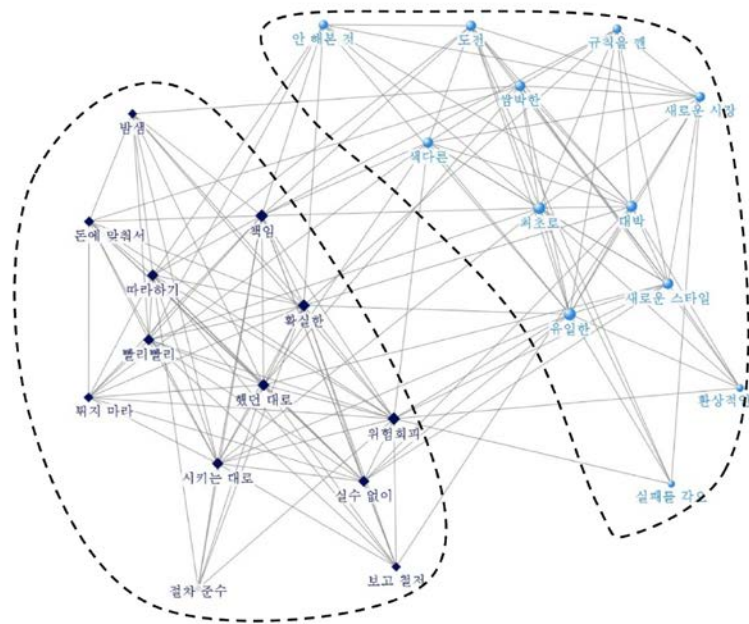 안 해본 것
도전
규칙을 깬
쌈박한
새로운 시장
색다른
밤샘
돈에 맞춰서
책임
최초로
대박
따라하기
새로운 스타일
확실한
유일한
빨리빨리
튀지 마라
했던 대로
환상적인
위험회피
시키는 대로
실수 없이
실패를 각오
보고 철저
절차 준수